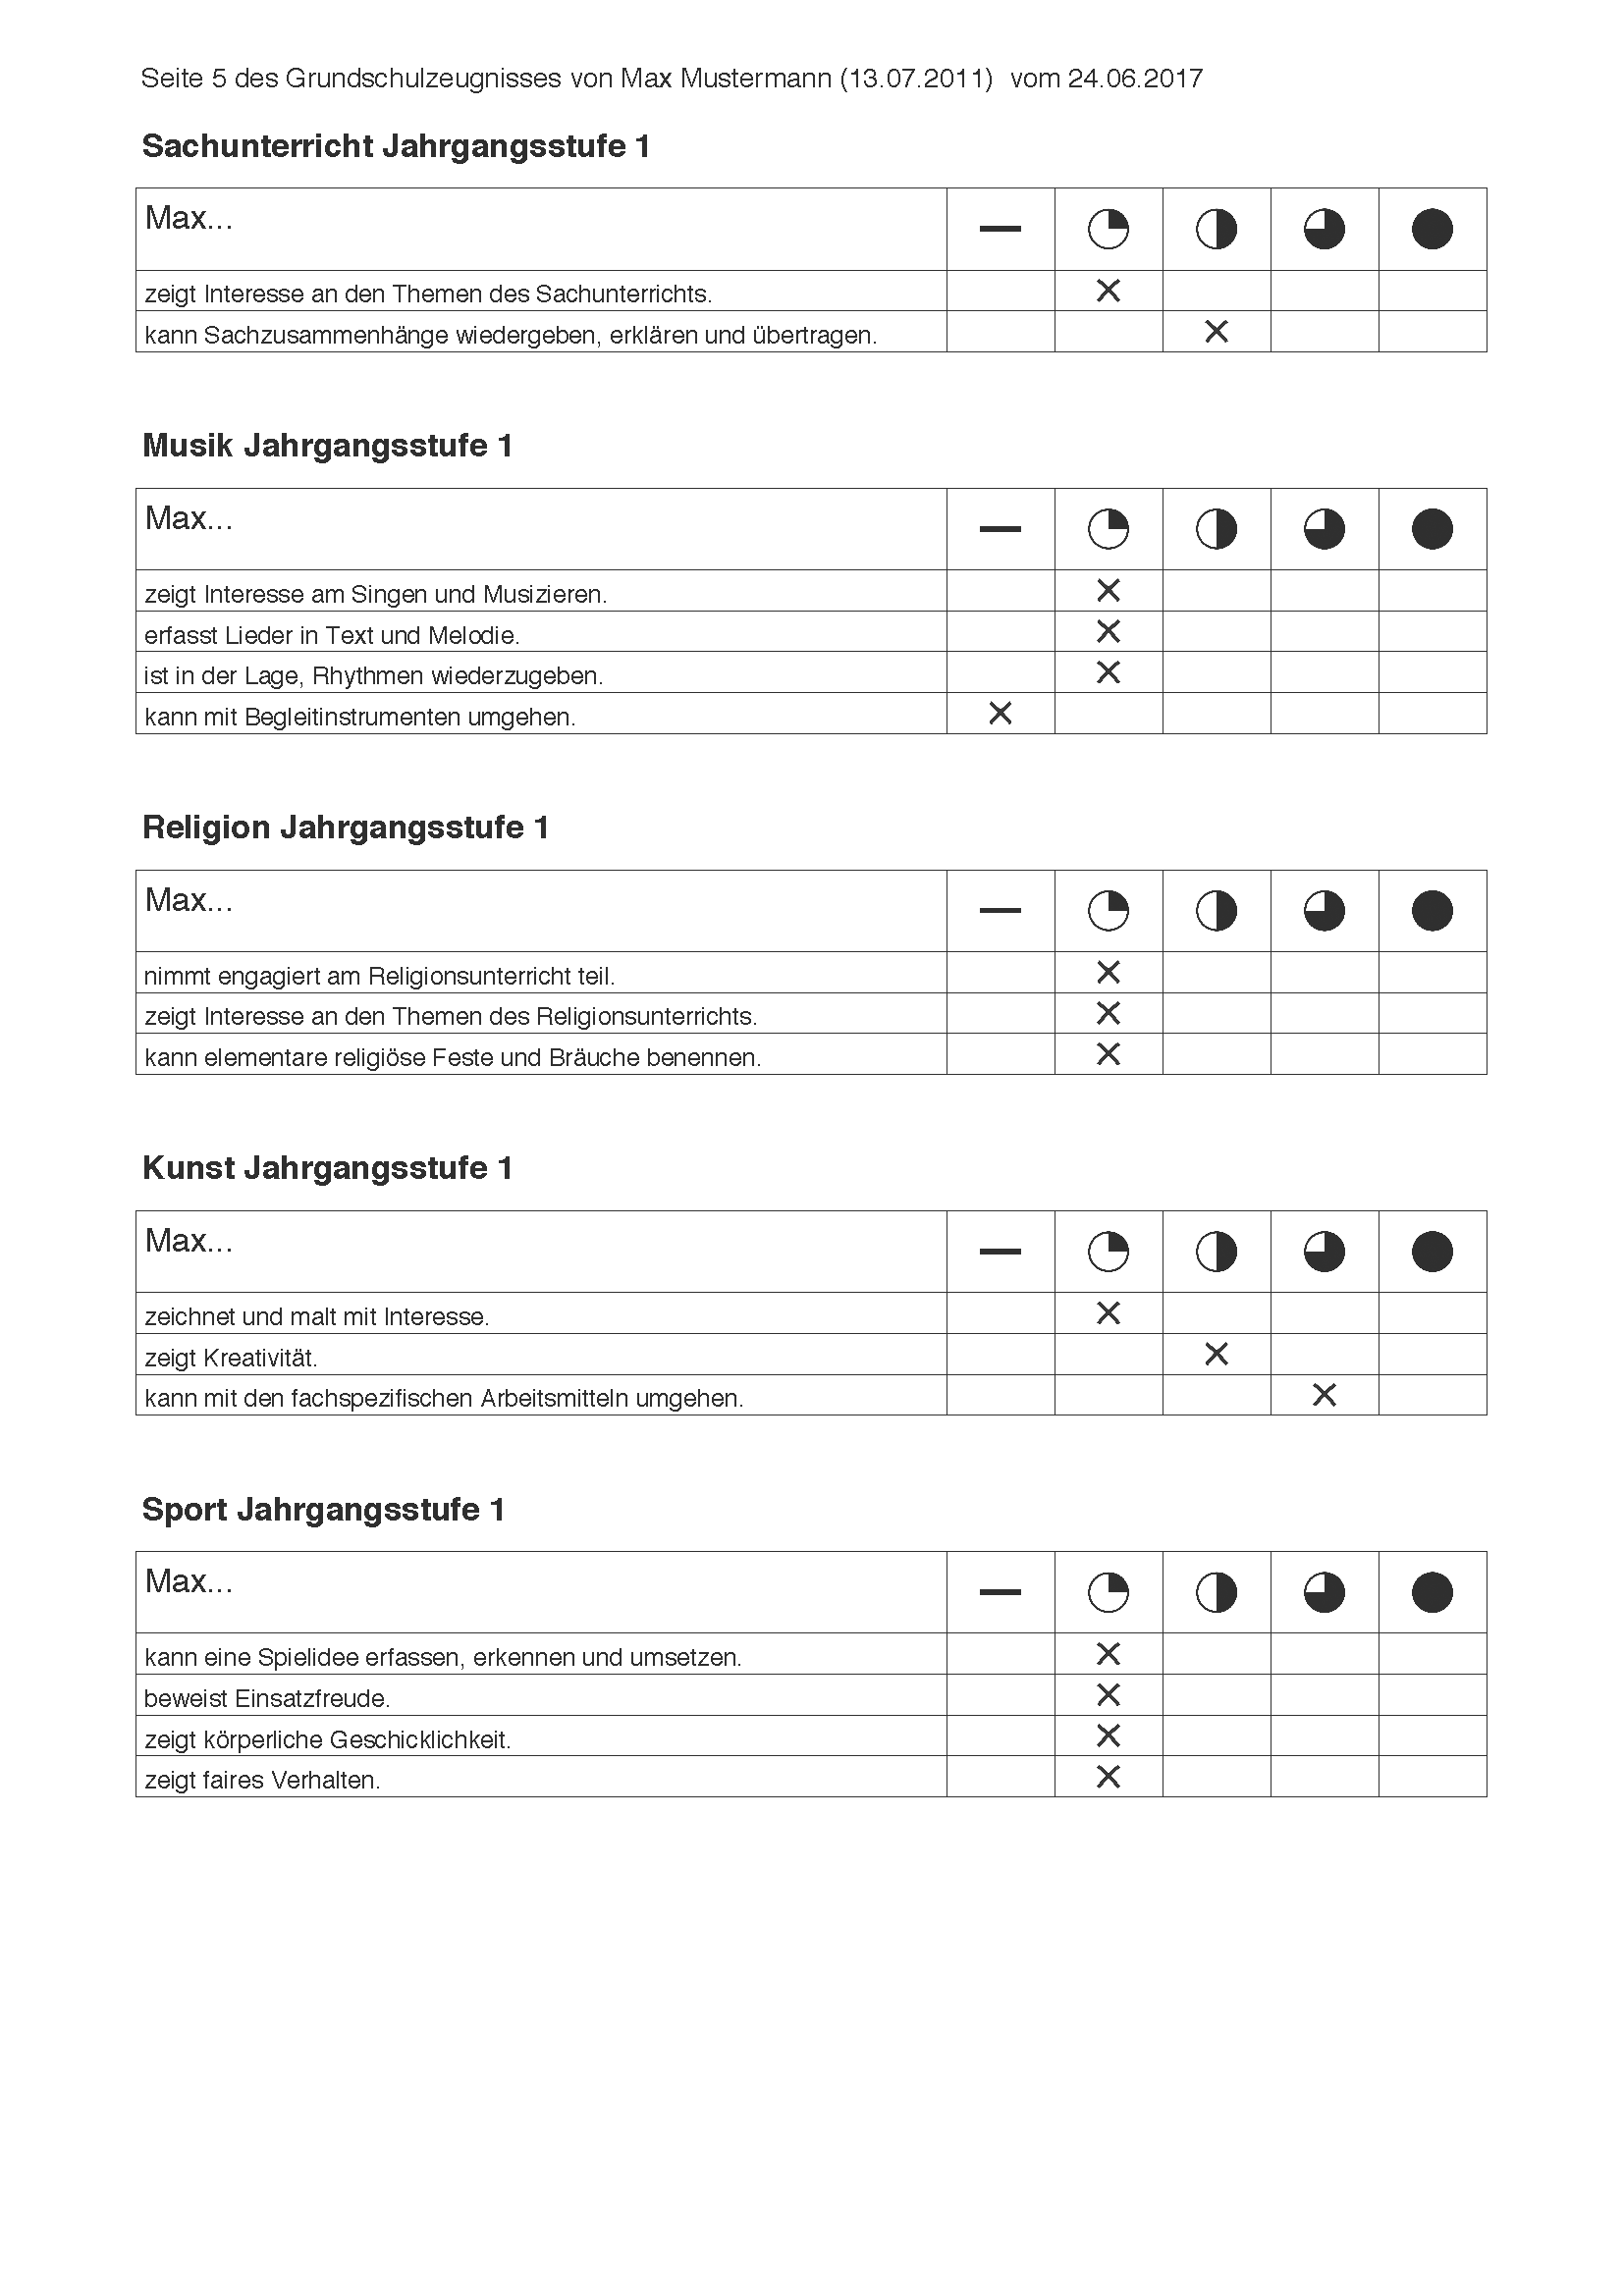 Seite 5 des Grundschulzeugnisses von Max Mustermann (13.07.2011) vom 24.06.2017
Sachunterricht Jahrgangsstufe 1
Max...
zeigt Interesse an den Themen des Sachunterrichts.
kann Sachzusammenhänge wiedergeben, erklären und übertragen.
Musik Jahrgangsstufe 1
Max...
zeigt Interesse am Singen und Musizieren.
erfasst Lieder in Text und Melodie.
ist in der Lage, Rhythmen wiederzugeben.
kann mit Begleitinstrumenten umgehen.
Religion Jahrgangsstufe 1
Max...
nimmt engagiert am Religionsunterricht teil.
zeigt Interesse an den Themen des Religionsunterrichts.
kann elementare religiöse Feste und Bräuche benennen.
Kunst Jahrgangsstufe 1
Max...
zeichnet und malt mit Interesse.
zeigt Kreativität.
kann mit den fachspezifischen Arbeitsmitteln umgehen.
Sport Jahrgangsstufe 1
Max...
kann eine Spielidee erfassen, erkennen und umsetzen.
beweist Einsatzfreude.
zeigt körperliche Geschicklichkeit.
zeigt faires Verhalten.